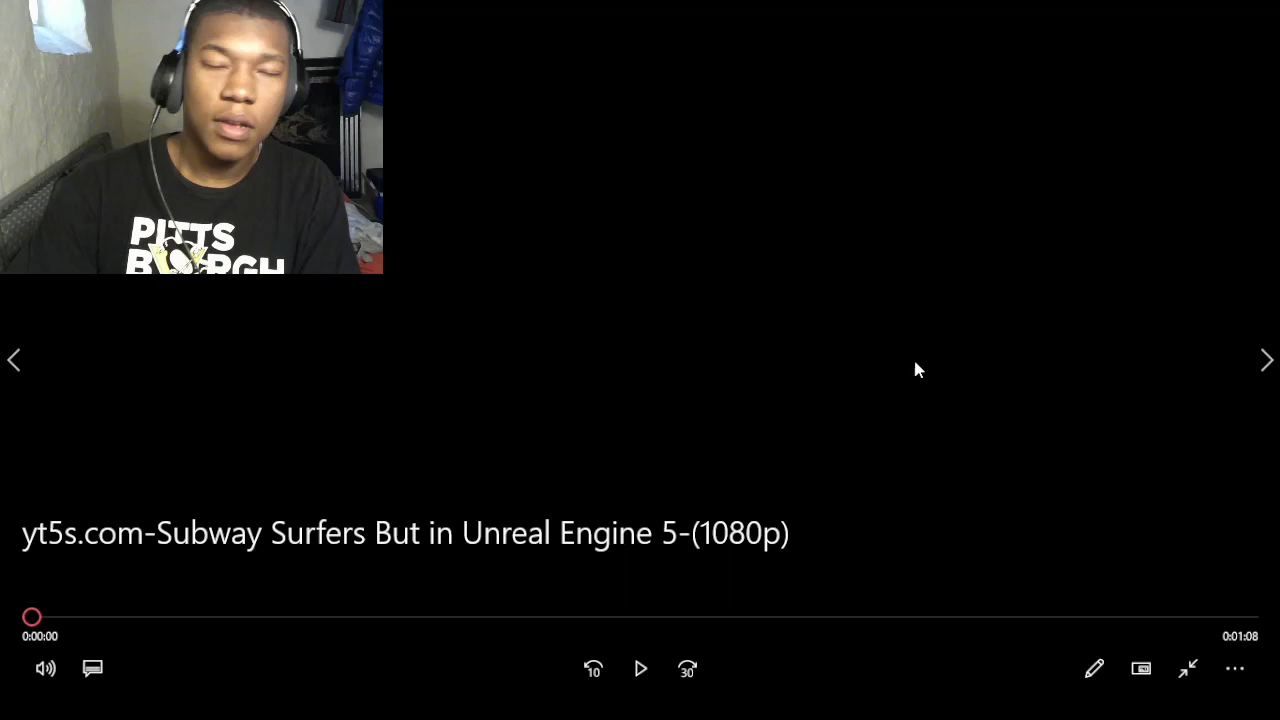 PITTS
BURGH
yt5s.com-Subway Surfers But in Unreal Engine 5-(1080p)
0:00:00
0:01:08
10
30